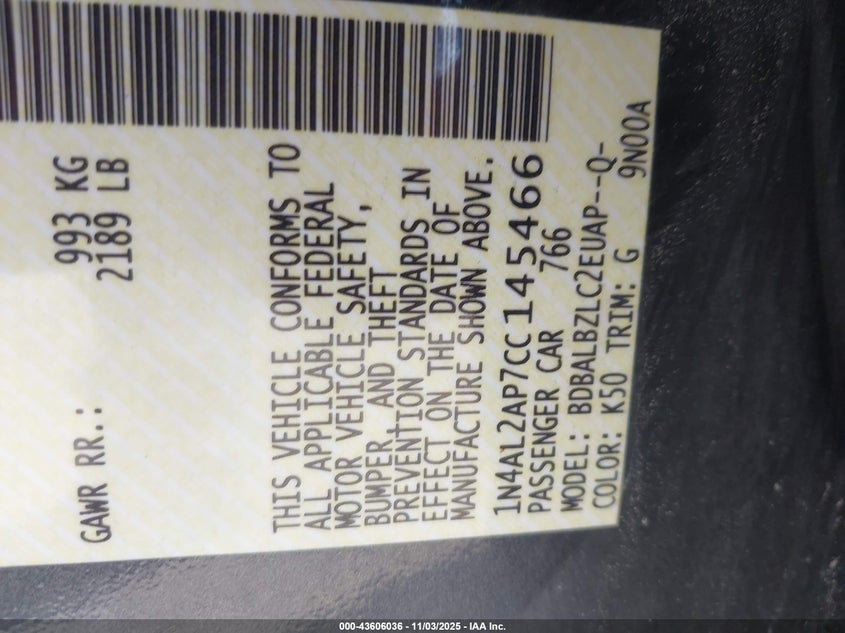 GAWR RR.: 993 KG
2189 LB
THIS VEHICLE CONFORMS TO
ALL APPLICABLE FEDERAL
MOTOR VEHICLE SAFETY,
BUMPER, AND THEFT
PREVENTION STANDARDS IN
EFFECT ON THE DATE OF
MANUFACTURE SHOWN ABOVE.
1N4AL2AP7CC145466
PASSENGER CAR 766
MODEL: BDBALBZLC2EUAP--Q-
COLOR: K50 TRIM: G 9N00A
000-43606036 - 11/03/2025 - IAA Inc.